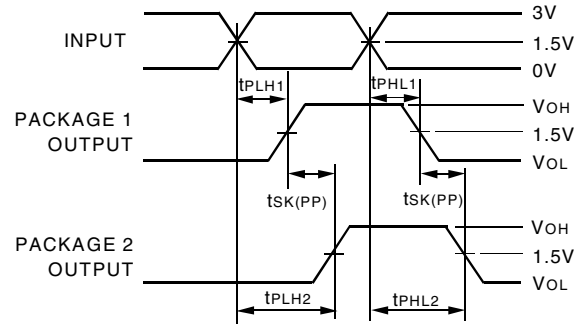 3V
INPUT
1.5V
0V
tPLH1
tPHL1
VOH
PACKAGE 1
OUTPUT
1.5V
VOL
tSK(PP)
tSK(PP)
VOH
PACKAGE 2
OUTPUT
1.5V
VOL
tPLH2
tPHL2